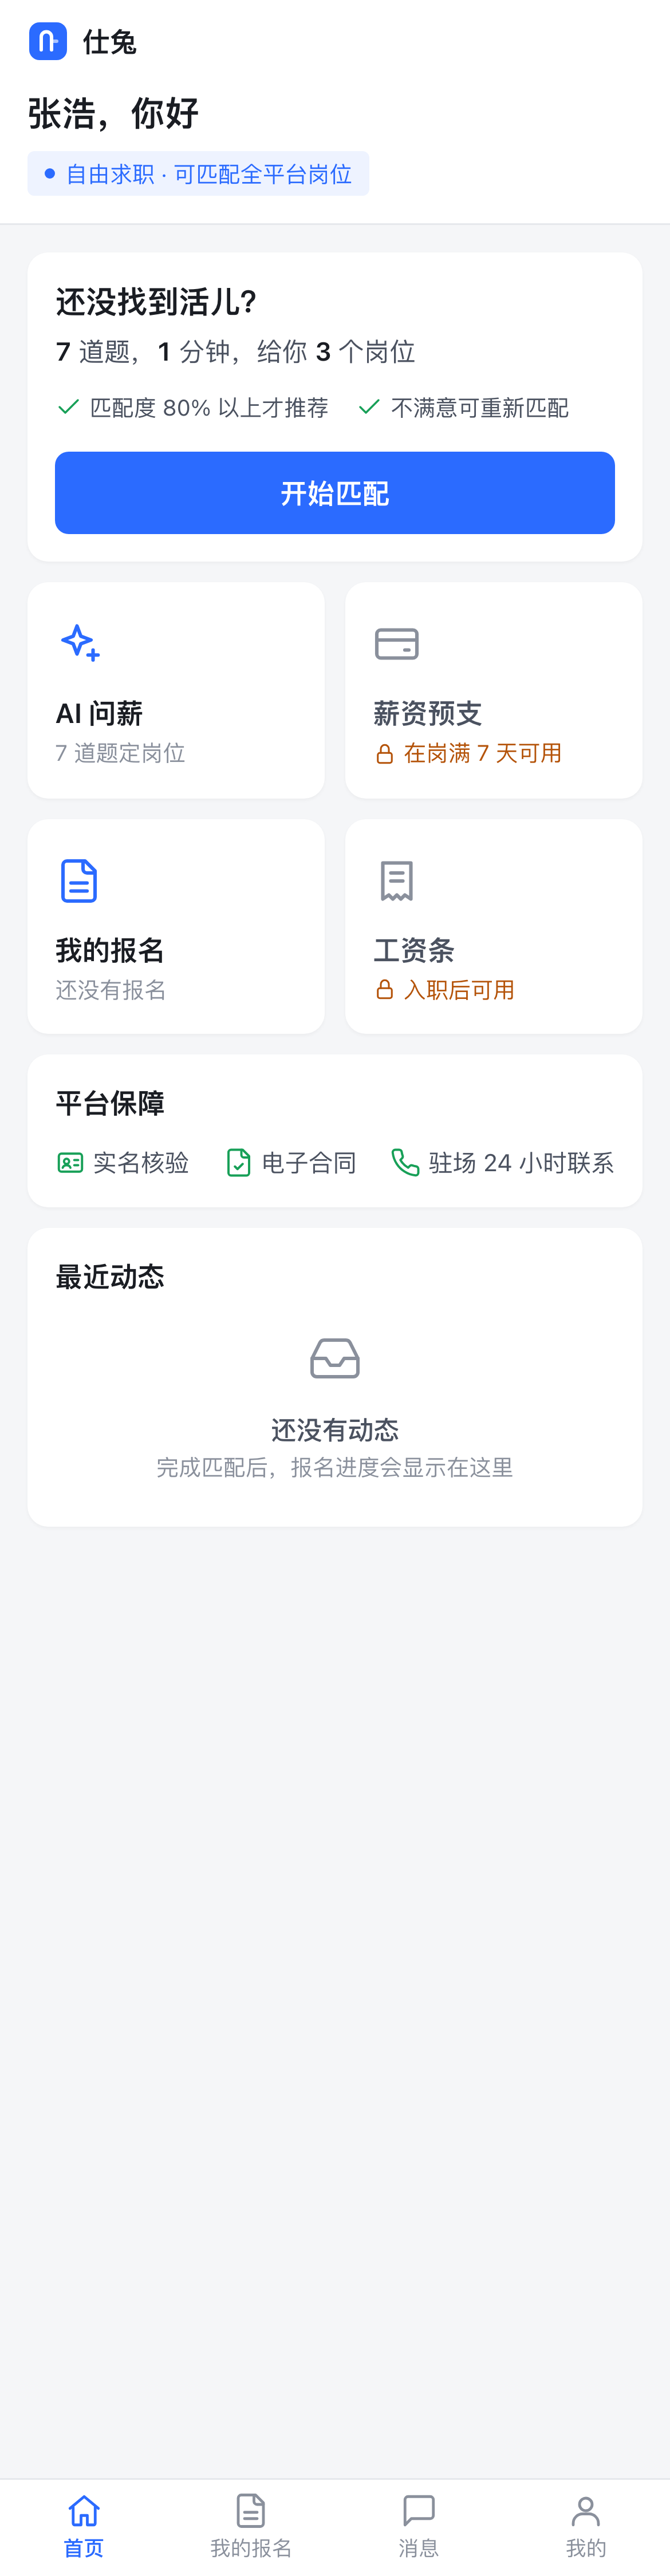 仕兔
张浩，你好
自由求职 · 可匹配全平台岗位
还没找到活儿?
7 道题，1 分钟，给你 3 个岗位
匹配度 80% 以上才推荐 不满意可重新匹配
开始匹配
AI 问薪
7 道题定岗位
薪资预支
在岗满 7 天可用
我的报名
还没有报名
工资条
入职后可用
平台保障
实名核验 电子合同 驻场 24 小时联系
最近动态
还没有动态
完成匹配后，报名进度会显示在这里
首页 我的报名 消息 我的